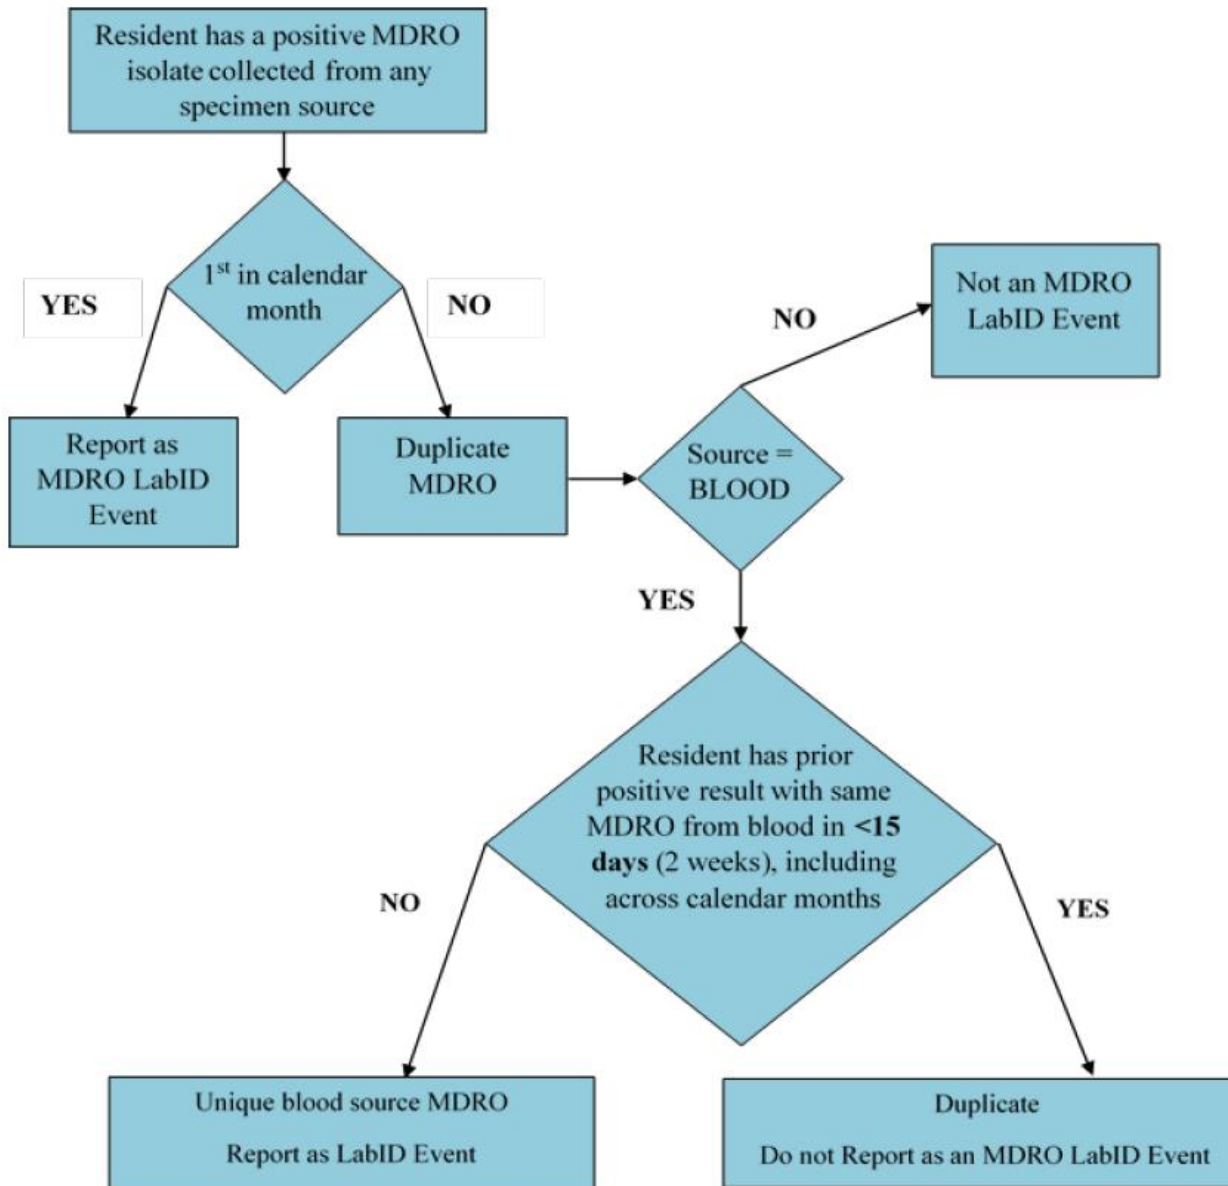 Resident has a positive MDRO
isolate collected from any
specimen source
1st in calendar
month
YES
NO
Report as
MDRO LabID
Event
Duplicate
MDRO
Source =
BLOOD
NO
Not an MDRO
LabID Event
YES
Resident has prior
positive result with same
MDRO from blood in <15
days (2 weeks), including
across calendar months
NO
YES
Unique blood source MDRO
Report as LabID Event
Duplicate
Do not Report as an MDRO LabID Event